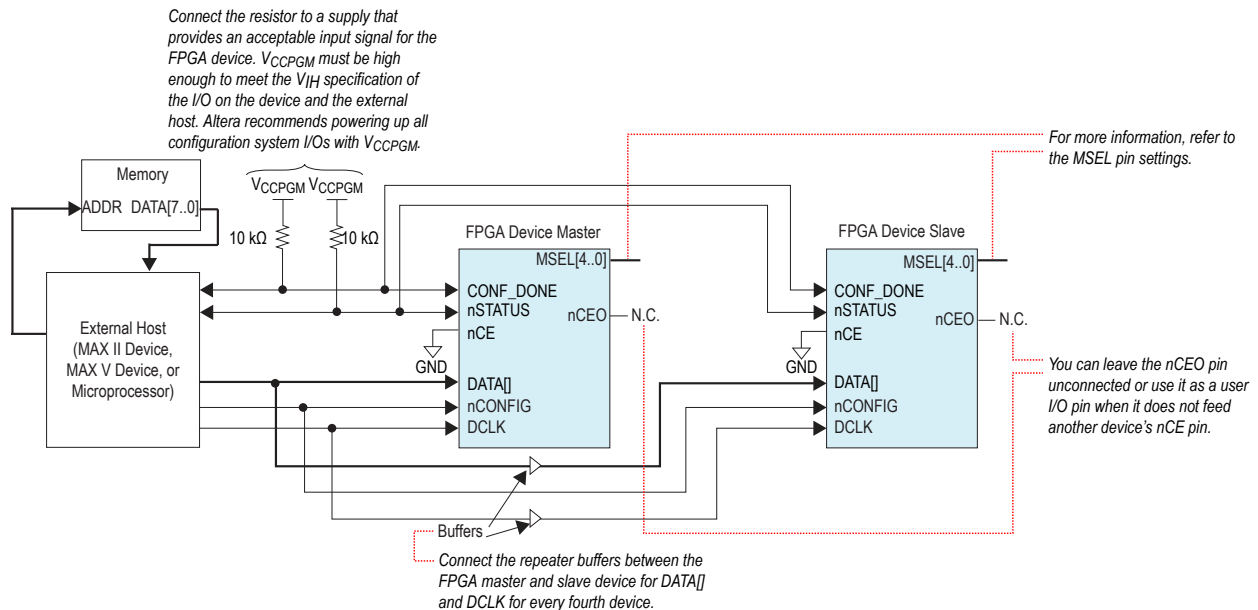 Connect the resistor to a supply that
provides an acceptable input signal for the
FPGA device. VCCPGM must be high
enough to meet the VIH specification of
the I/O on the device and the external
host. Altera recommends powering up all
configuration system I/Os with VCCPGM.
For more information, refer to
the MSEL pin settings.
Memory
ADDR DATA[7..0]
VCCPGM VCCPGM
10 kΩ
10 kΩ
FPGA Device Master
MSEL[4..0]
CONF_DONE
nSTATUS
nCEO
N.C.
nCE
GND
DATA[]
nCONFIG
DCLK
FPGA Device Slave
MSEL[4..0]
CONF_DONE
nSTATUS
nCEO
N.C.
nCE
GND
DATA[]
nCONFIG
DCLK
External Host
(MAX II Device,
MAX V Device, or
Microprocessor)
You can leave the nCEO pin
unconnected or use it as a user
I/O pin when it does not feed
another device’s nCE pin.
Buffers
Connect the repeater buffers between the
FPGA master and slave device for DATA[]
and DCLK for every fourth device.